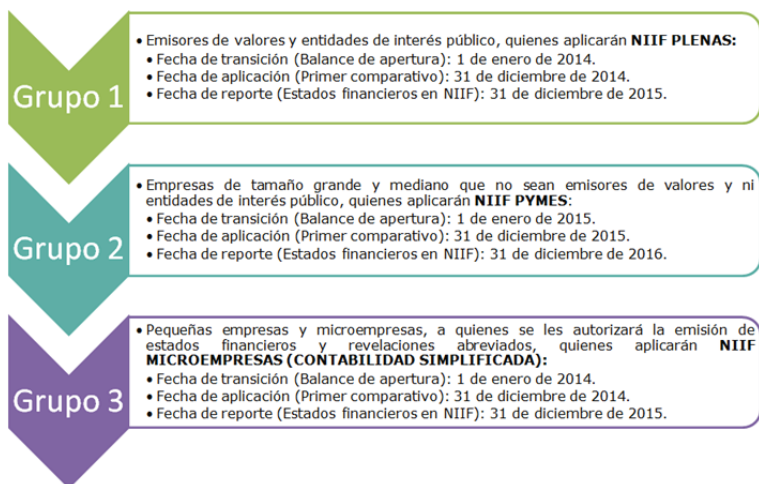 Grupo 1
• Emisores de valores y entidades de interés público, quienes aplicarán NIIF PLENAS:
• Fecha de transición (Balance de apertura): 1 de enero de 2014.
• Fecha de aplicación (Primer comparativo): 31 de diciembre de 2014.
• Fecha de reporte (Estados financieros en NIIF): 31 de diciembre de 2015.
Grupo 2
• Empresas de tamaño grande y mediano que no sean emisores de valores y ni
entidades de interés público, quienes aplicarán NIIF PYMES:
• Fecha de transición (Balance de apertura): 1 de enero de 2015.
• Fecha de aplicación (Primer comparativo): 31 de diciembre de 2015.
• Fecha de reporte (Estados financieros en NIIF): 31 de diciembre de 2016.
Grupo 3
• Pequeñas empresas y microempresas, a quienes se les autorizará la emisión de
estados financieros y revelaciones abreviados, quienes aplicarán NIIF
MICROEMPRESAS (CONTABILIDAD SIMPLIFICADA):
• Fecha de transición (Balance de apertura): 1 de enero de 2014.
• Fecha de aplicación (Primer comparativo): 31 de diciembre de 2014.
• Fecha de reporte (Estados financieros en NIIF): 31 de diciembre de 2015.